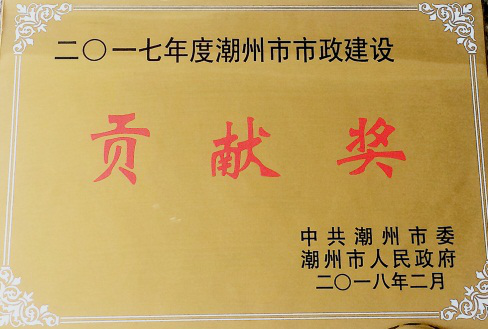 二〇一七年度潮州市市政建设
贡献奖
中共潮州市委
潮州市人民政府
二〇一八年二月